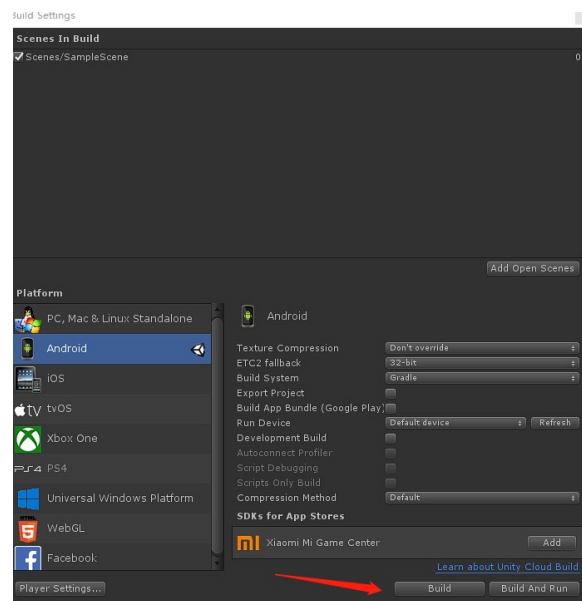 Build Settings
Scenes In Build
Scenes/SampleScene 0
Add Open Scenes
Platform
PC, Mac & Linux Standalone
Android
iOS
tv tvOS
Xbox One
PS4 PS4
Universal Windows Platform
5 WebGL
f Facebook
Player Settings...
Android
Texture Compression Don't override
ETC2 fallback 32-bit
Build System Gradle
Export Project
Build App Bundle (Google Play)
Run Device Default device Refresh
Development Build
Autoconnect Profiler
Script Debugging
Scripts Only Build
Compression Method Default
SDKs for App Stores
mi Xiaomi Mi Game Center Add
Learn about Unity Cloud Build
Build Build And Run